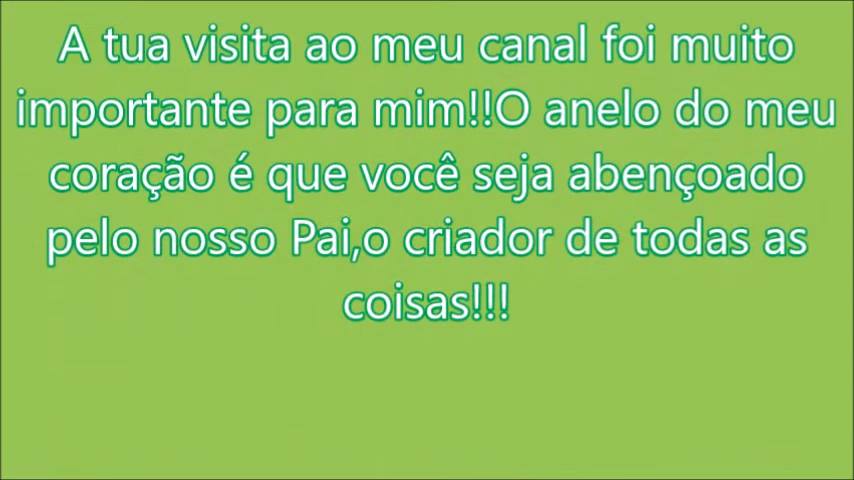 A tua visita ao meu canal foi muito
importante para mim!!O anelo do meu
coração é que você seja abençoado
pelo nosso Pai,o criador de todas as
coisas!!!